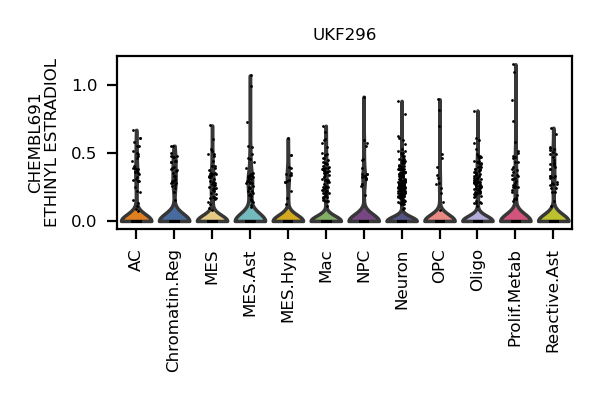 UKF296
CHEMBL691
ETHINYL ESTRADIOL
1.0
0.5
0.0
AC
Chromatin.Reg
MES
MES.Ast
MES.Hyp
Mac
NPC
Neuron
OPC
Oligo
Prolif.Metab
Reactive.Ast